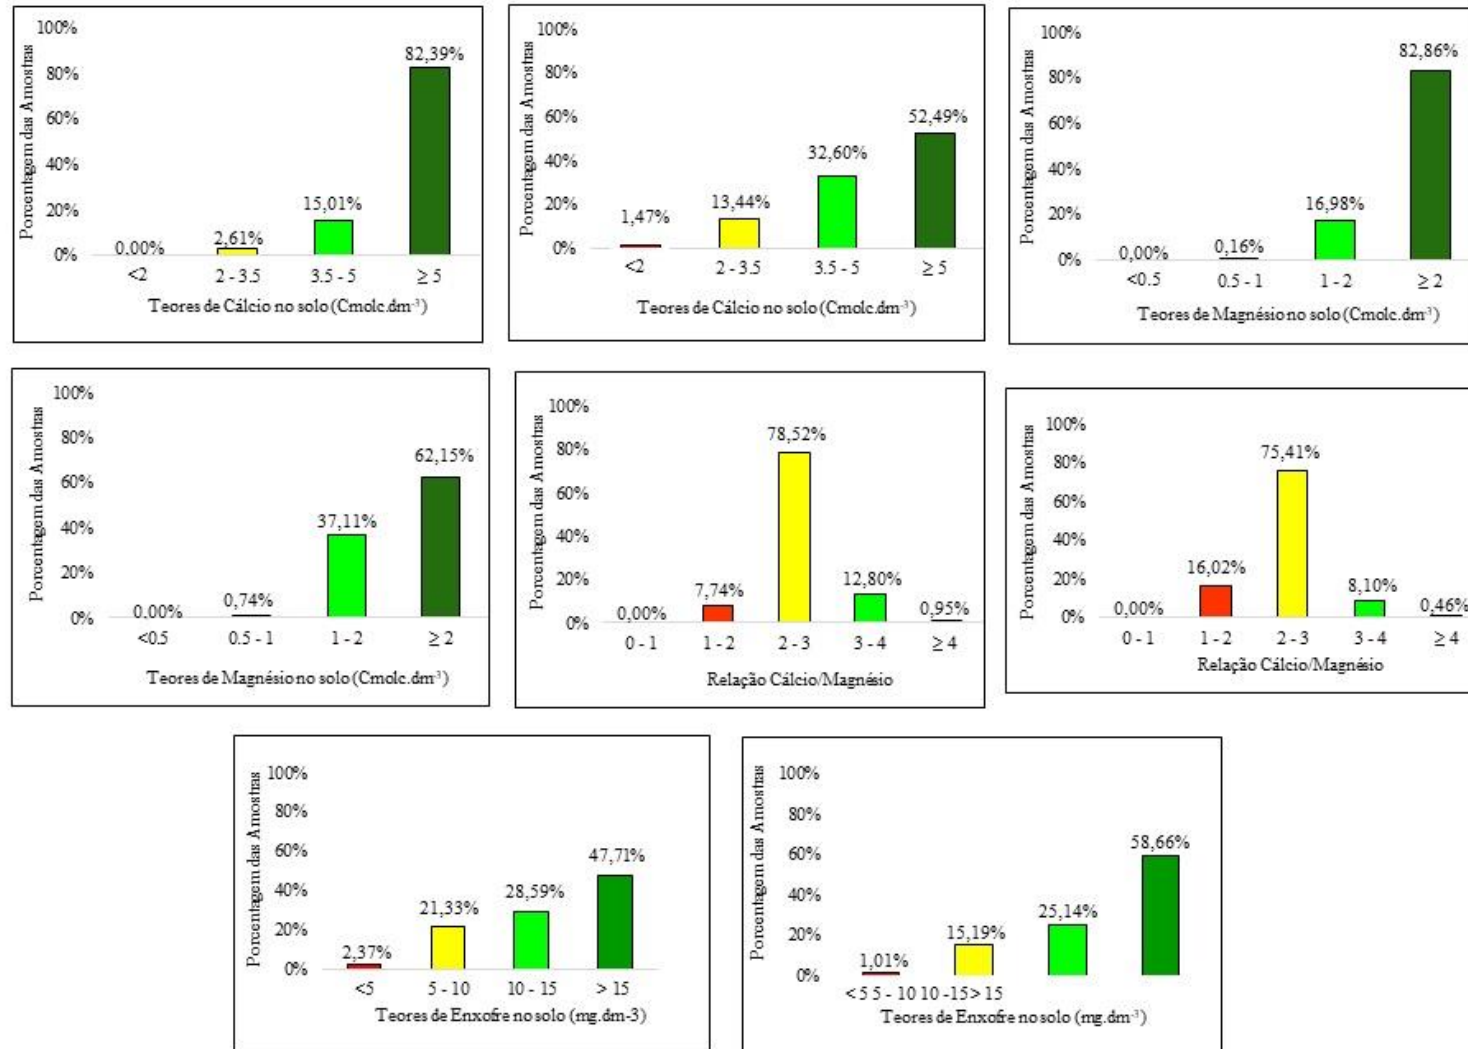 Porcentagem das Amostras
100%
80%
60%
40%
20%
0%
0,00%
2,61%
15,01%
82,39%
<2
2 - 3.5
3.5 - 5
≥ 5
Teores de Cálcio no solo (Cmolc.dm⁻³)
Porcentagem das Amostras
100%
80%
60%
40%
20%
0%
1,47%
13,44%
32,60%
52,49%
<2
2 - 3.5
3.5 - 5
≥ 5
Teores de Cálcio no solo (Cmolc.dm⁻³)
Porcentagem das Amostras
100%
80%
60%
40%
20%
0%
0,00%
0,16%
16,98%
82,86%
<0.5
0.5 - 1
1 - 2
≥ 2
Teores de Magnésio no solo (Cmolc.dm⁻³)
Porcentagem das Amostras
100%
80%
60%
40%
20%
0%
0,00%
0,74%
37,11%
62,15%
<0.5
0.5 - 1
1 - 2
≥ 2
Teores de Magnésio no solo (Cmolc.dm⁻³)
Porcentagem das Amostras
100%
80%
60%
40%
20%
0%
0,00%
7,74%
78,52%
12,80%
0,95%
0 - 1
1 - 2
2 - 3
3 - 4
≥ 4
Relação Cálcio/Magnésio
Porcentagem das Amostras
100%
80%
60%
40%
20%
0%
0,00%
16,02%
75,41%
8,10%
0,46%
0 - 1
1 - 2
2 - 3
3 - 4
≥ 4
Relação Cálcio/Magnésio
Porcentagem das Amostras
100%
80%
60%
40%
20%
0%
2,37%
21,33%
28,59%
47,71%
<5
5 - 10
10 - 15
> 15
Teores de Enxofre no solo (mg.dm-3)
Porcentagem das Amostras
100%
80%
60%
40%
20%
0%
1,01%
15,19%
25,14%
58,66%
<5 5 - 10 10 -15> 15
Teores de Enxofre no solo (mg.dm⁻³)